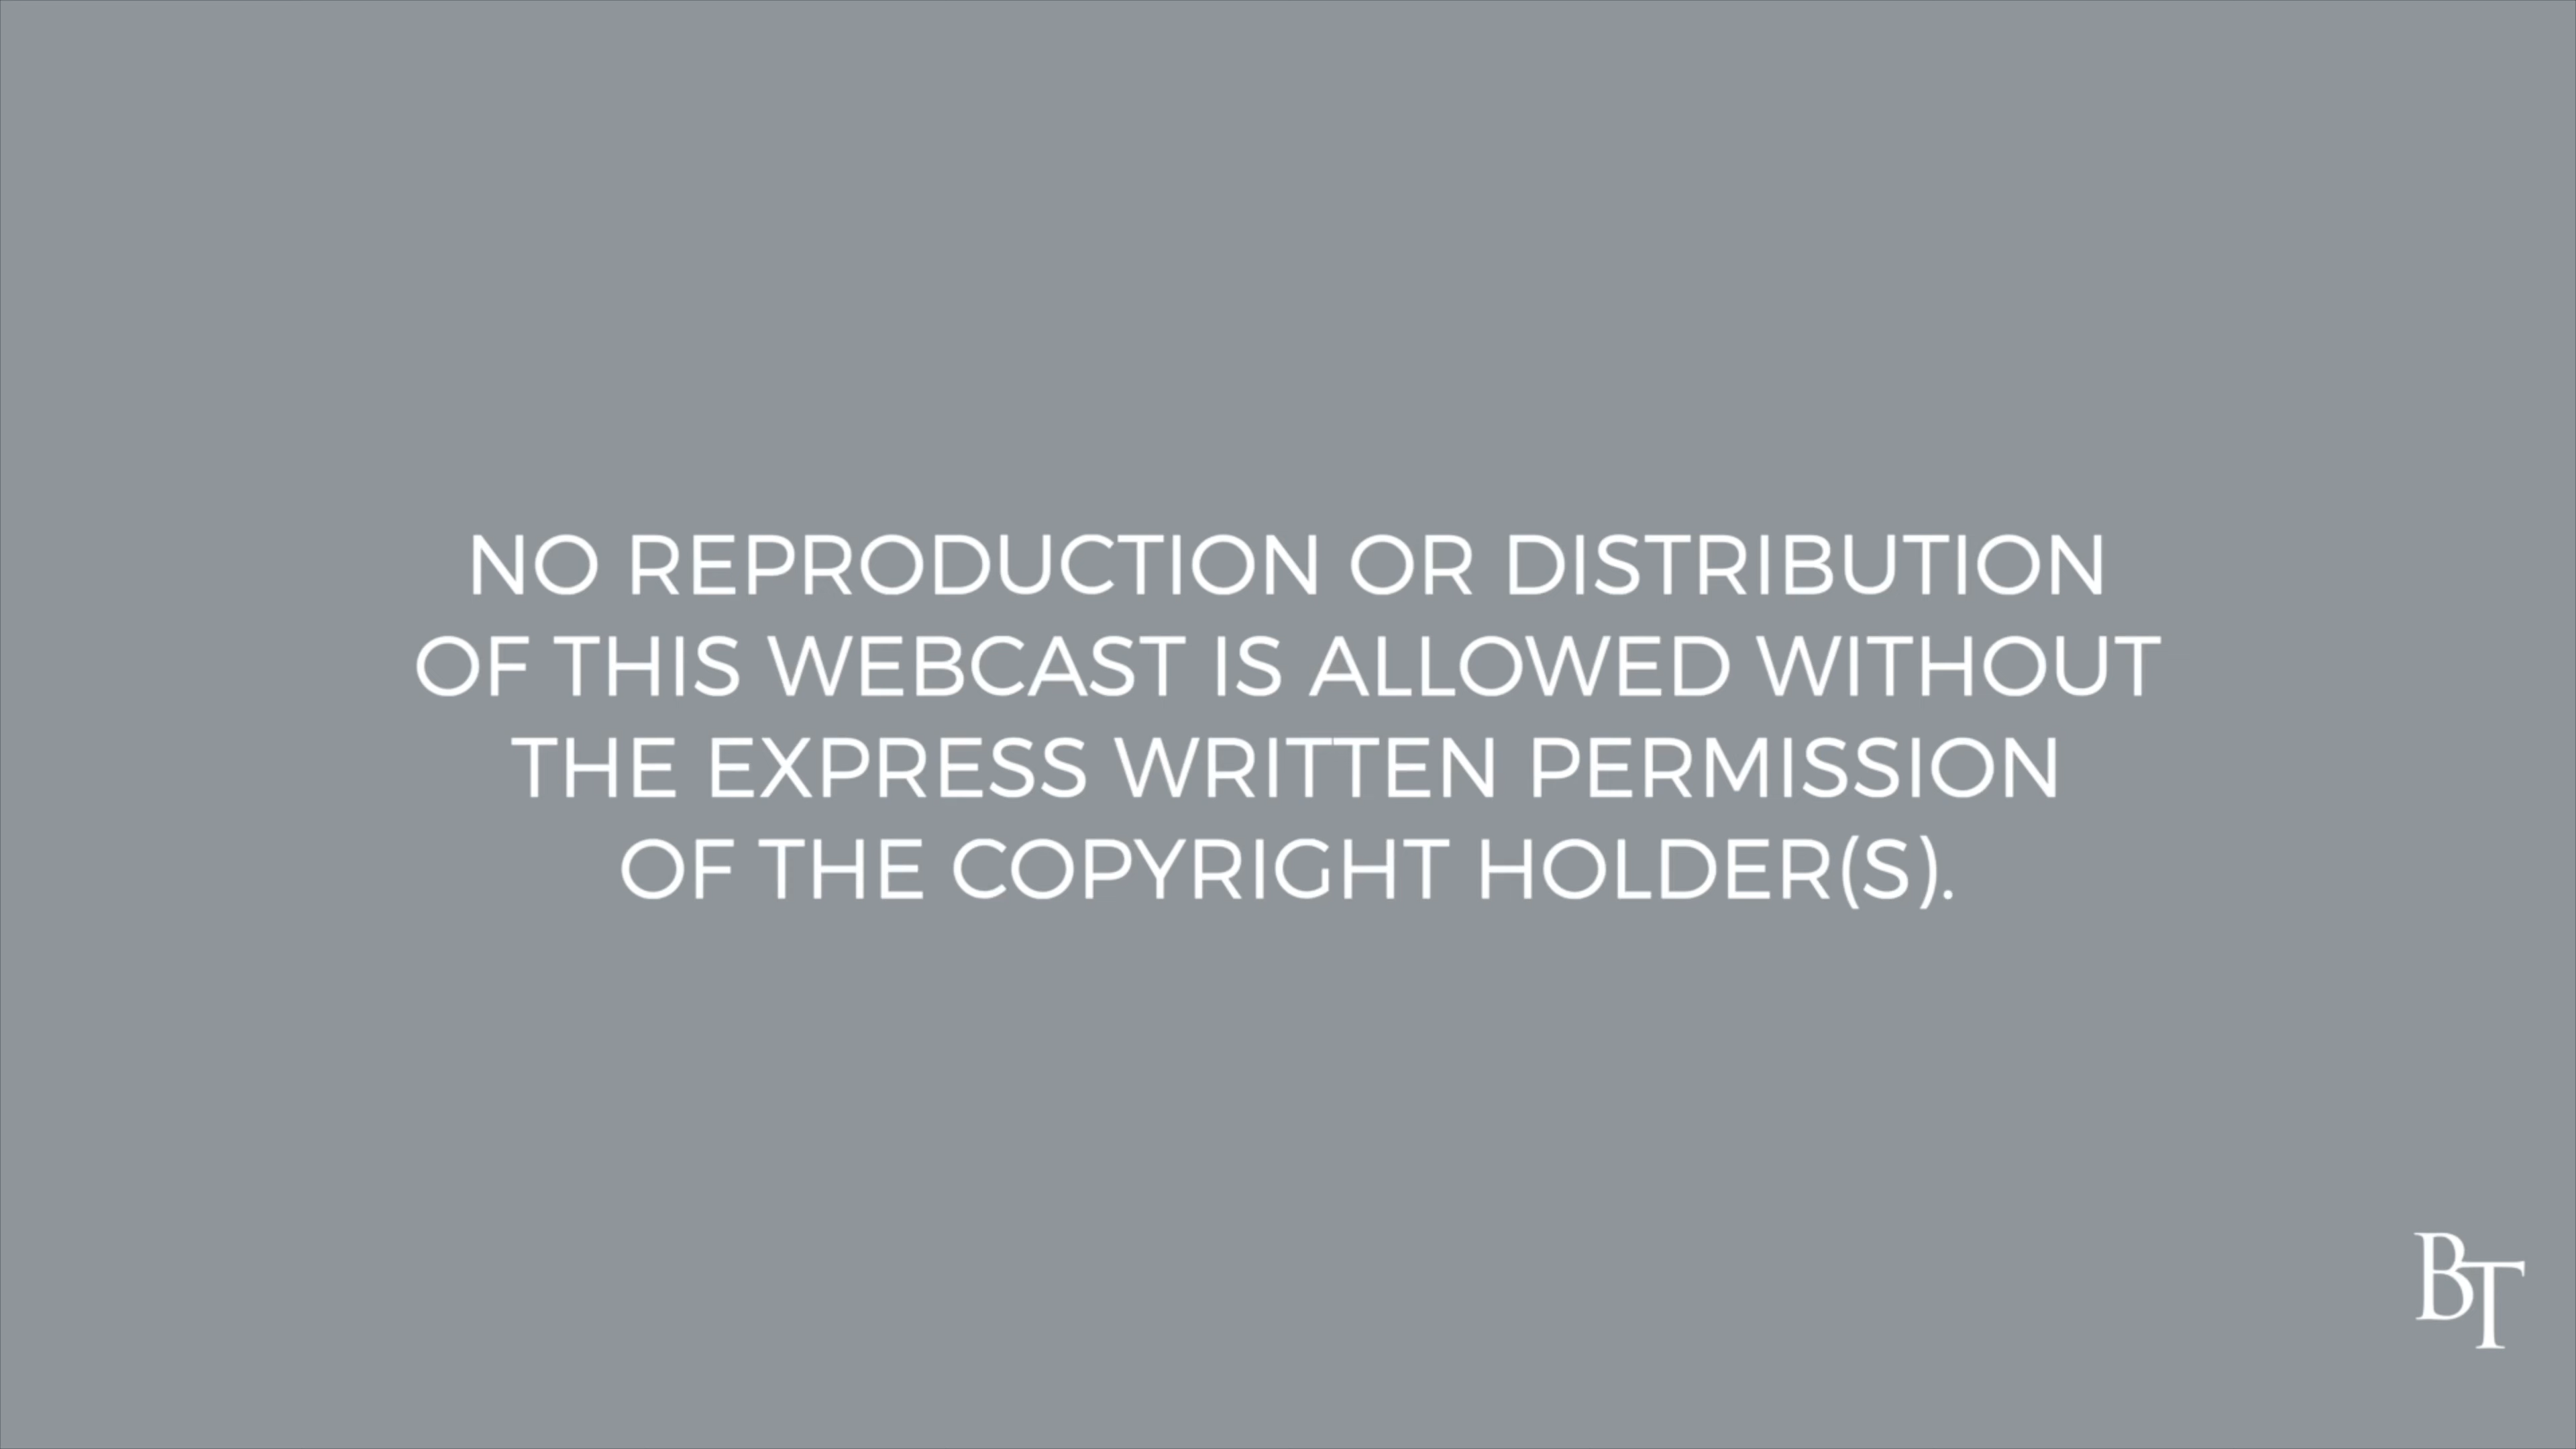 NO REPRODUCTION OR DISTRIBUTION
OF THIS WEBCAST IS ALLOWED WITHOUT
THE EXPRESS WRITTEN PERMISSION
OF THE COPYRIGHT HOLDER(S).
BT